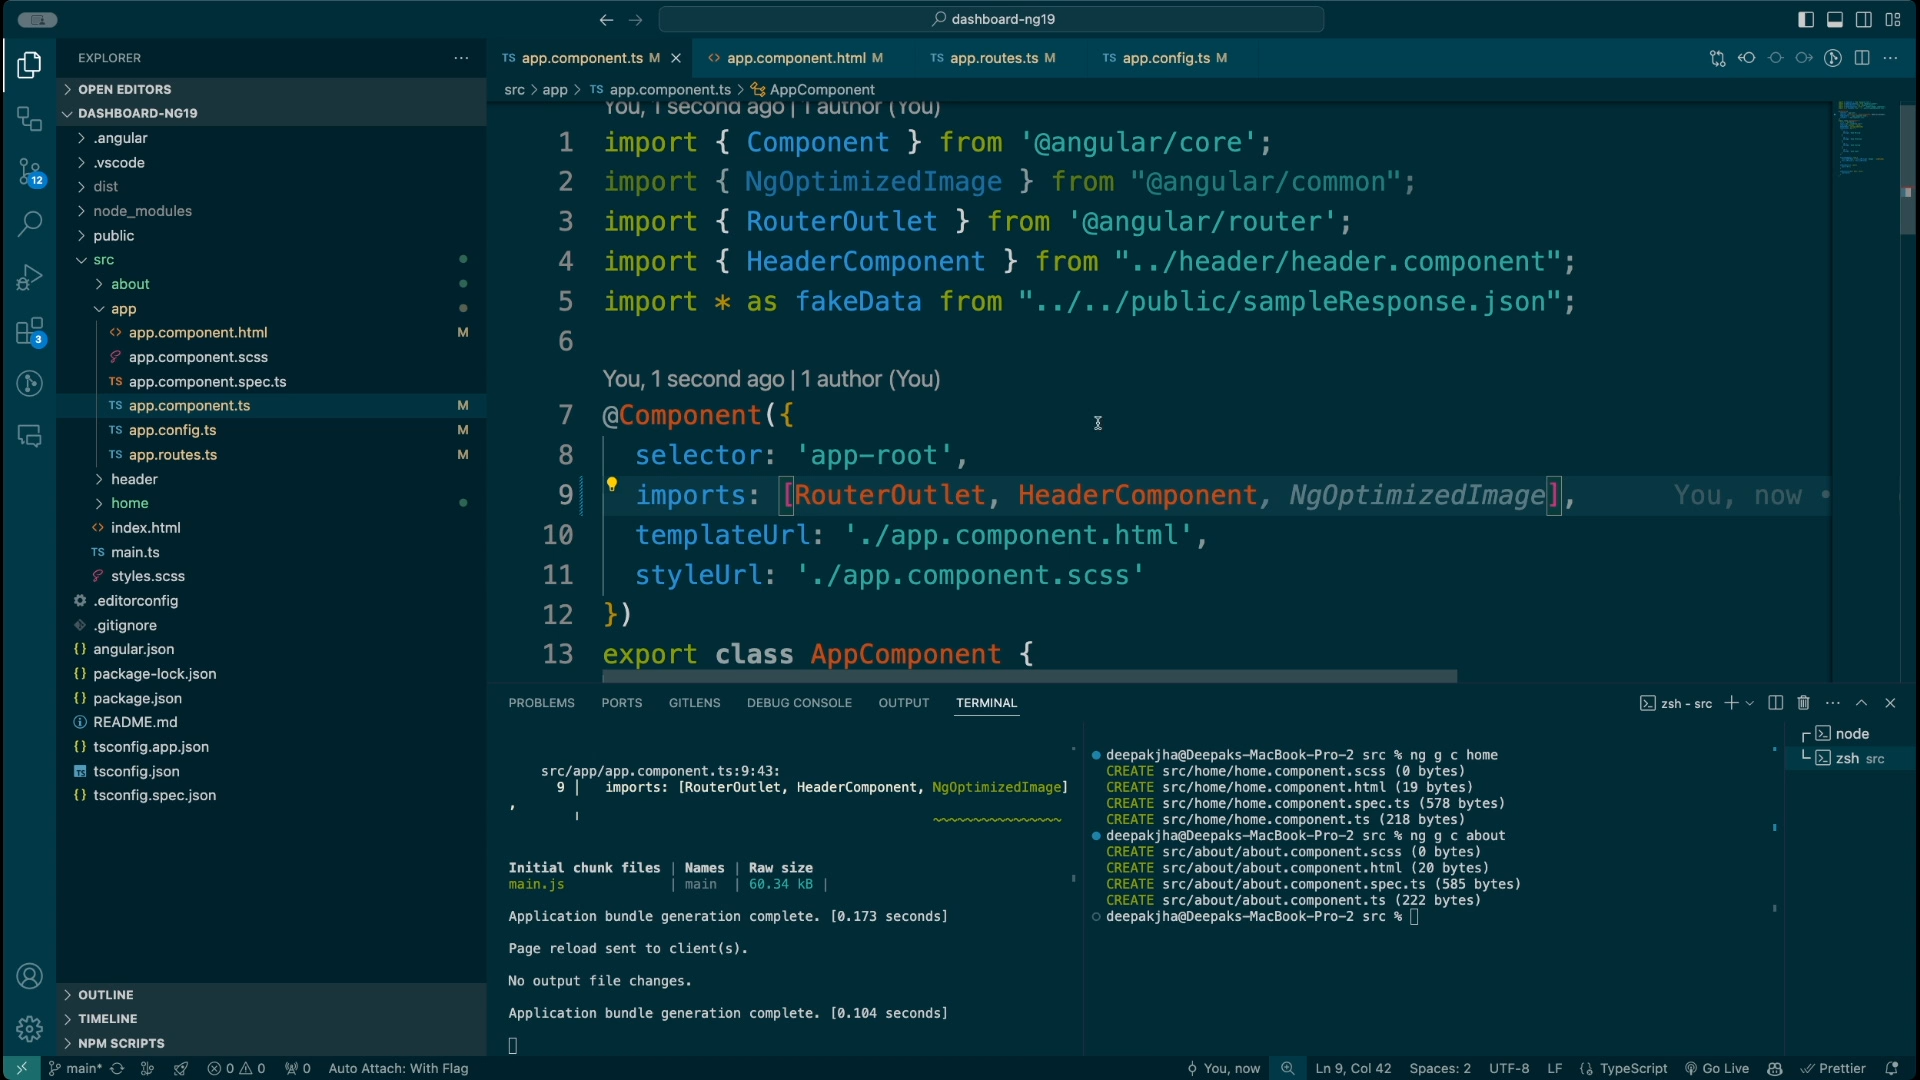 dashboard-ng19
EXPLORER
OPEN EDITORS
DASHBOARD-NG19
.angular
.vscode
dist
node_modules
public
src
about
app
app.component.html M
app.component.scss
TS app.component.spec.ts
TS app.component.ts M
TS app.config.ts M
TS app.routes.ts M
header
home
index.html
TS main.ts
styles.scss
.editorconfig
.gitignore
{} angular.json
{} package-lock.json
{} package.json
README.md
{} tsconfig.app.json
TS tsconfig.json
{} tsconfig.spec.json
OUTLINE
TIMELINE
NPM SCRIPTS
12
3
TS app.component.ts M
<> app.component.html M
TS app.routes.ts M
TS app.config.ts M
src > app > TS app.component.ts > AppComponent
You, 1 second ago | 1 author (You)
1 import { Component } from '@angular/core';
2 import { NgOptimizedImage } from "@angular/common";
3 import { RouterOutlet } from '@angular/router';
4 import { HeaderComponent } from "../header/header.component";
5 import * as fakeData from "../../public/sampleResponse.json";
6
You, 1 second ago | 1 author (You)
7 @Component({
8 selector: 'app-root',
9 imports: [RouterOutlet, HeaderComponent, NgOptimizedImage], You, now •
10 templateUrl: './app.component.html',
11 styleUrl: './app.component.scss'
12 })
13 export class AppComponent {
PROBLEMS PORTS GITLENS DEBUG CONSOLE OUTPUT TERMINAL
zsh - src
src/app/app.component.ts:9:43:
9 │ imports: [RouterOutlet, HeaderComponent, NgOptimizedImage]
,
╵ ~~~~~~~~~~~~~~~~
Initial chunk files | Names | Raw size
main.js | main | 60.34 kB |
Application bundle generation complete. [0.173 seconds]
Page reload sent to client(s).
No output file changes.
Application bundle generation complete. [0.104 seconds]
deepakjha@Deepaks-MacBook-Pro-2 src % ng g c home
CREATE src/home/home.component.scss (0 bytes)
CREATE src/home/home.component.html (19 bytes)
CREATE src/home/home.component.spec.ts (578 bytes)
CREATE src/home/home.component.ts (218 bytes)
deepakjha@Deepaks-MacBook-Pro-2 src % ng g c about
CREATE src/about/about.component.scss (0 bytes)
CREATE src/about/about.component.html (20 bytes)
CREATE src/about/about.component.spec.ts (585 bytes)
CREATE src/about/about.component.ts (222 bytes)
deepakjha@Deepaks-MacBook-Pro-2 src %
node
zsh src
main* 0 0 0 Auto Attach: With Flag You, now Ln 9, Col 42 Spaces: 2 UTF-8 LF {} TypeScript Go Live Prettier